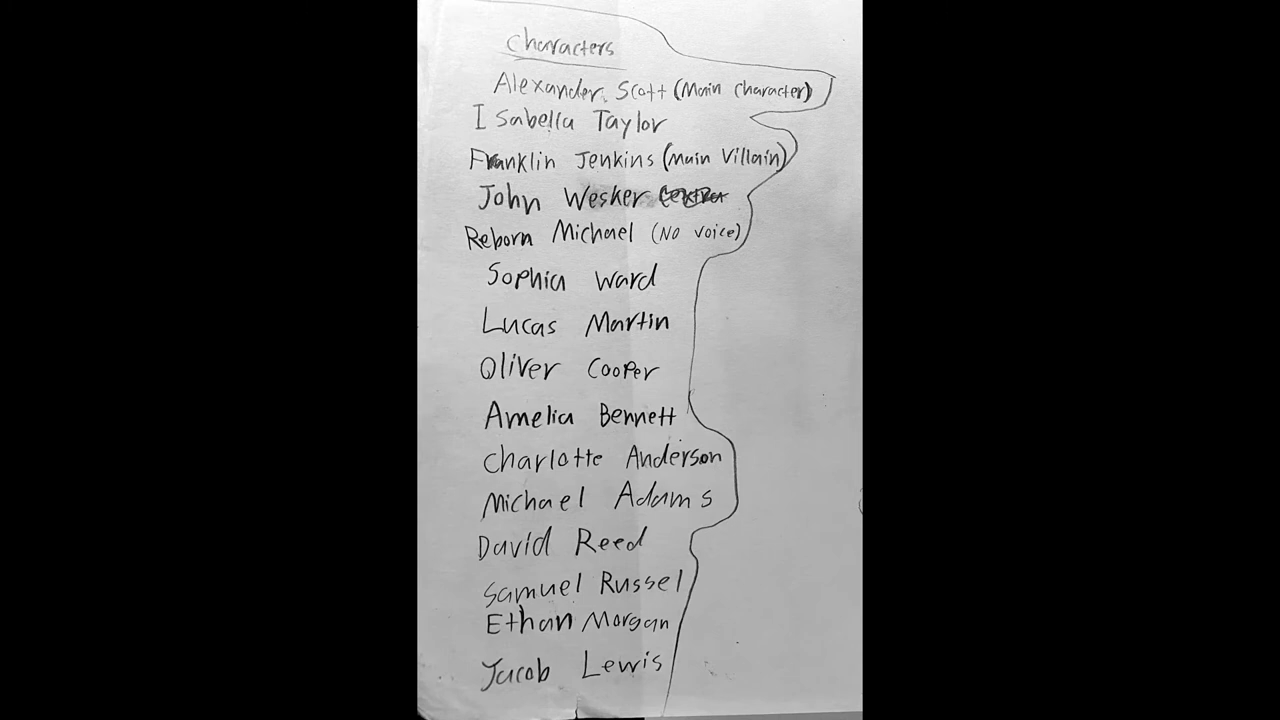 Characters
Alexander Scott (Main Character)
Isabella Taylor
Franklin Jenkins (Main Villain)
John Wesker
Reborn Michael (No voice)
Sophia Ward
Lucas Martin
Oliver Cooper
Amelia Bennett
Charlotte Anderson
Michael Adams
David Reed
Samuel Russel
Ethan Morgan
Jacob Lewis